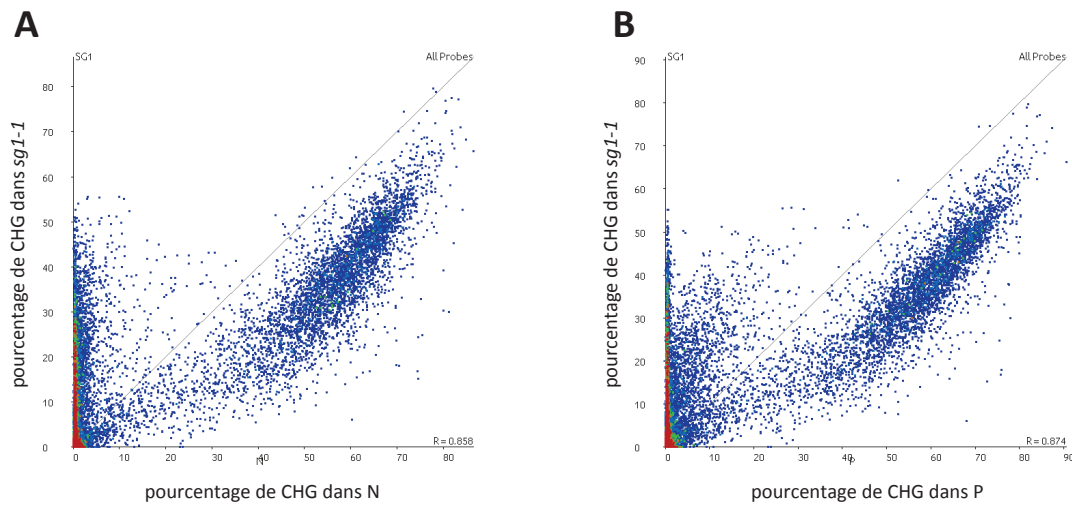 A
SG1
All Probes
80
70
60
50
40
30
20
10
0
pourcentage de CHG dans sg1-1
R = 0.858
0 10 20 30 40 50 60 70 80
N
pourcentage de CHG dans N
B
SG1
All Probes
90
80
70
60
50
40
30
20
10
0
pourcentage de CHG dans sg1-1
R = 0.874
0 10 20 30 40 50 60 70 80 90
P
pourcentage de CHG dans P